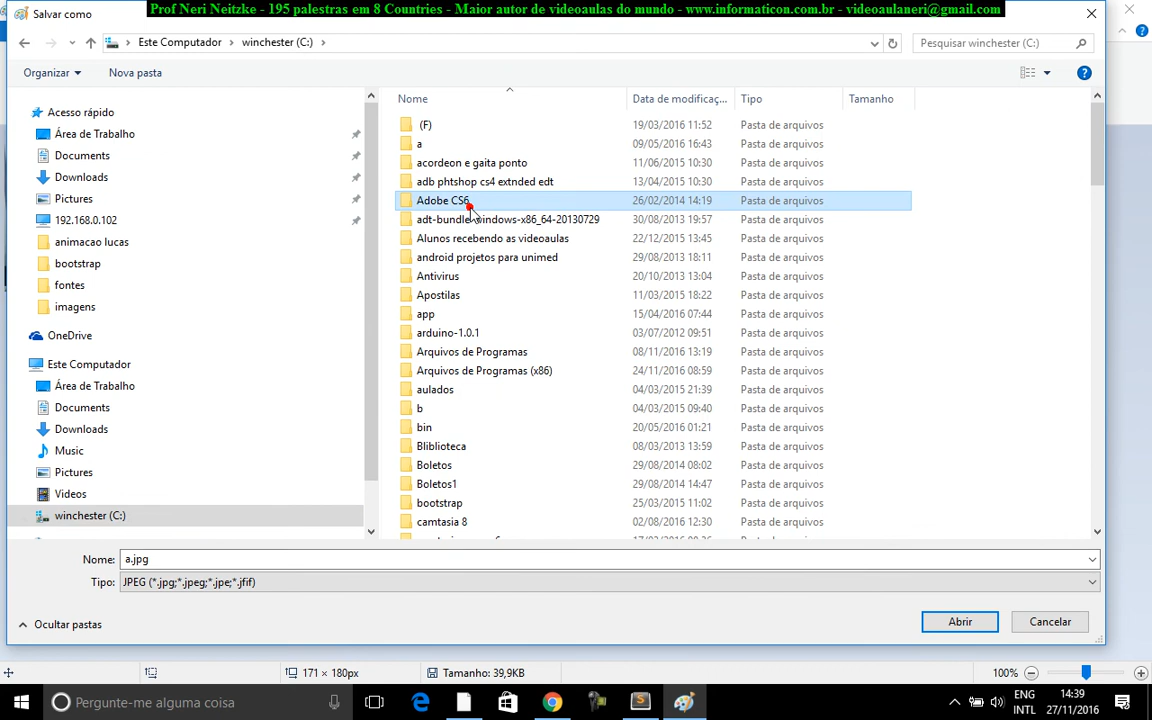 Prof Neri Neitzke - 195 palestras em 8 Countries - Maior autor de videoaulas do mundo - www.informaticon.com.br - videoaulaneri@gmail.com
Salvar como
Este Computador > winchester (C:) >
Pesquisar winchester (C:)
Organizar Nova pasta
Nome Data de modificaç... Tipo Tamanho
Acesso rápido
Área de Trabalho
Documents
Downloads
Pictures
192.168.0.102
animacao lucas
bootstrap
fontes
imagens
OneDrive
Este Computador
Área de Trabalho
Documents
Downloads
Music
Pictures
Videos
winchester (C:)
(F) 19/03/2016 11:52 Pasta de arquivos
a 09/05/2016 16:43 Pasta de arquivos
acordeon e gaita ponto 11/06/2015 10:30 Pasta de arquivos
adb phtshop cs4 extnded edt 13/04/2015 10:30 Pasta de arquivos
Adobe CS6 26/02/2014 14:19 Pasta de arquivos
adt-bundle-windows-x86_64-20130729 30/08/2013 19:57 Pasta de arquivos
Alunos recebendo as videoaulas 22/12/2015 13:45 Pasta de arquivos
android projetos para unimed 29/08/2013 18:11 Pasta de arquivos
Antivirus 20/10/2013 13:04 Pasta de arquivos
Apostilas 11/03/2015 18:22 Pasta de arquivos
app 15/04/2016 07:44 Pasta de arquivos
arduino-1.0.1 03/07/2012 09:51 Pasta de arquivos
Arquivos de Programas 08/11/2016 13:19 Pasta de arquivos
Arquivos de Programas (x86) 24/11/2016 08:59 Pasta de arquivos
aulados 04/03/2015 21:39 Pasta de arquivos
b 04/03/2015 09:40 Pasta de arquivos
bin 20/05/2016 01:21 Pasta de arquivos
Bliblioteca 08/03/2013 13:59 Pasta de arquivos
Boletos 29/08/2014 08:02 Pasta de arquivos
Boletos1 29/08/2014 14:47 Pasta de arquivos
bootstrap 25/03/2015 11:02 Pasta de arquivos
camtasia 8 02/08/2016 12:30 Pasta de arquivos
Nome: a.jpg
Tipo: JPEG (*.jpg;*.jpeg;*.jpe;*.jfif)
Ocultar pastas
Abrir Cancelar
171 × 180px Tamanho: 39,9KB 100%
Pergunte-me alguma coisa
ENG 14:39
INTL 27/11/2016